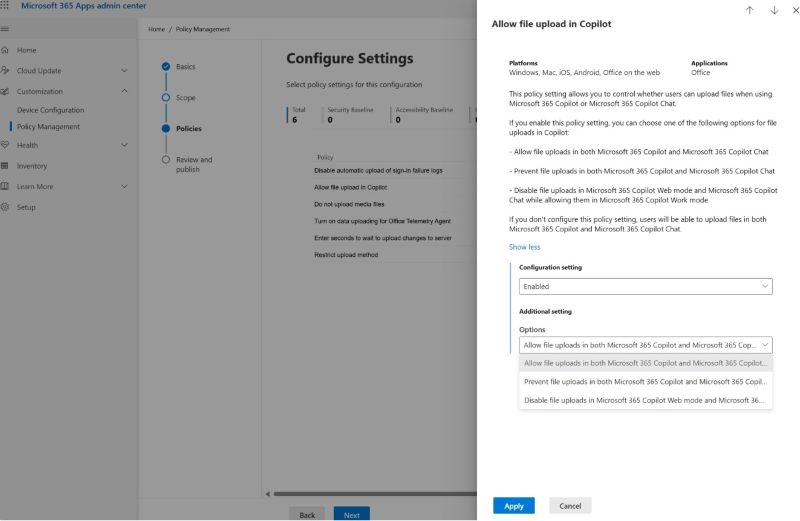 Microsoft 365 Apps admin center
Home
Cloud Update
Customization
Device Configuration
Policy Management
Health
Inventory
Learn More
Setup
Home / Policy Management
Basics
Scope
Policies
Review and
publish
Configure Settings
Select policy settings for this configuration
Total
6
Security Baseline
0
Accessibility Baseline
0
Policy
Disable automatic upload of sign-in failure logs
Allow file upload in Copilot
Do not upload media files
Turn on data uploading for Office Telemetry Agent
Enter seconds to wait to upload changes to server
Restrict upload method
Back
Next
Allow file upload in Copilot
Platforms
Windows, Mac, iOS, Android, Office on the web
Applications
Office
This policy setting allows you to control whether users can upload files when using
Microsoft 365 Copilot or Microsoft 365 Copilot Chat.
If you enable this policy setting, you can choose one of the following options for file
uploads in Copilot:
- Allow file uploads in both Microsoft 365 Copilot and Microsoft 365 Copilot Chat
- Prevent file uploads in both Microsoft 365 Copilot and Microsoft 365 Copilot Chat
- Disable file uploads in Microsoft 365 Copilot Web mode and Microsoft 365 Copilot
Chat while allowing them in Microsoft 365 Copilot Work mode
If you don't configure this policy setting, users will be able to upload files in both
Microsoft 365 Copilot and Microsoft 365 Copilot Chat.
Show less
Configuration setting
Enabled
Additional setting
Options
Allow file uploads in both Microsoft 365 Copilot and Microsoft 365 Cop...
Allow file uploads in both Microsoft 365 Copilot and Microsoft 365 Copilot...
Prevent file uploads in both Microsoft 365 Copilot and Microsoft 365 Copil...
Disable file uploads in Microsoft 365 Copilot Web mode and Microsoft 36...
Apply
Cancel